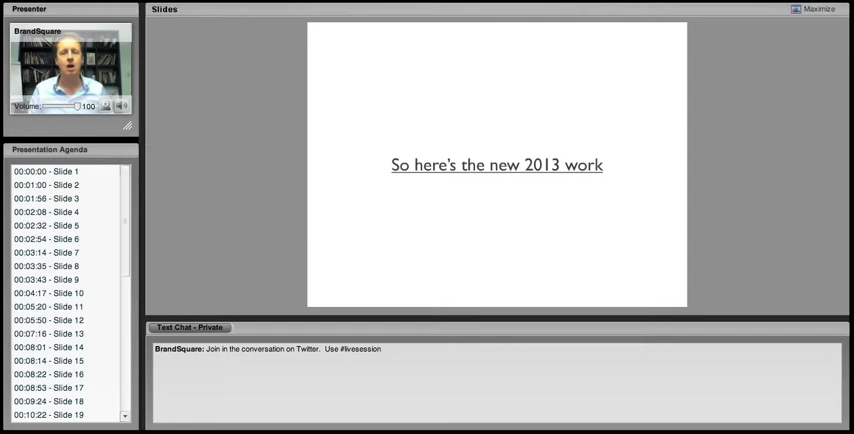 Presenter
BrandSquare
Volume: 100
Presentation Agenda
00:00:00 - Slide 1
00:01:00 - Slide 2
00:01:56 - Slide 3
00:02:08 - Slide 4
00:02:32 - Slide 5
00:02:54 - Slide 6
00:03:14 - Slide 7
00:03:35 - Slide 8
00:03:43 - Slide 9
00:04:17 - Slide 10
00:05:20 - Slide 11
00:05:50 - Slide 12
00:07:16 - Slide 13
00:08:01 - Slide 14
00:08:14 - Slide 15
00:08:22 - Slide 16
00:08:53 - Slide 17
00:09:24 - Slide 18
00:10:22 - Slide 19
Slides
Maximize
So here's the new 2013 work
Text Chat - Private
BrandSquare: Join in the conversation on Twitter. Use #livesession